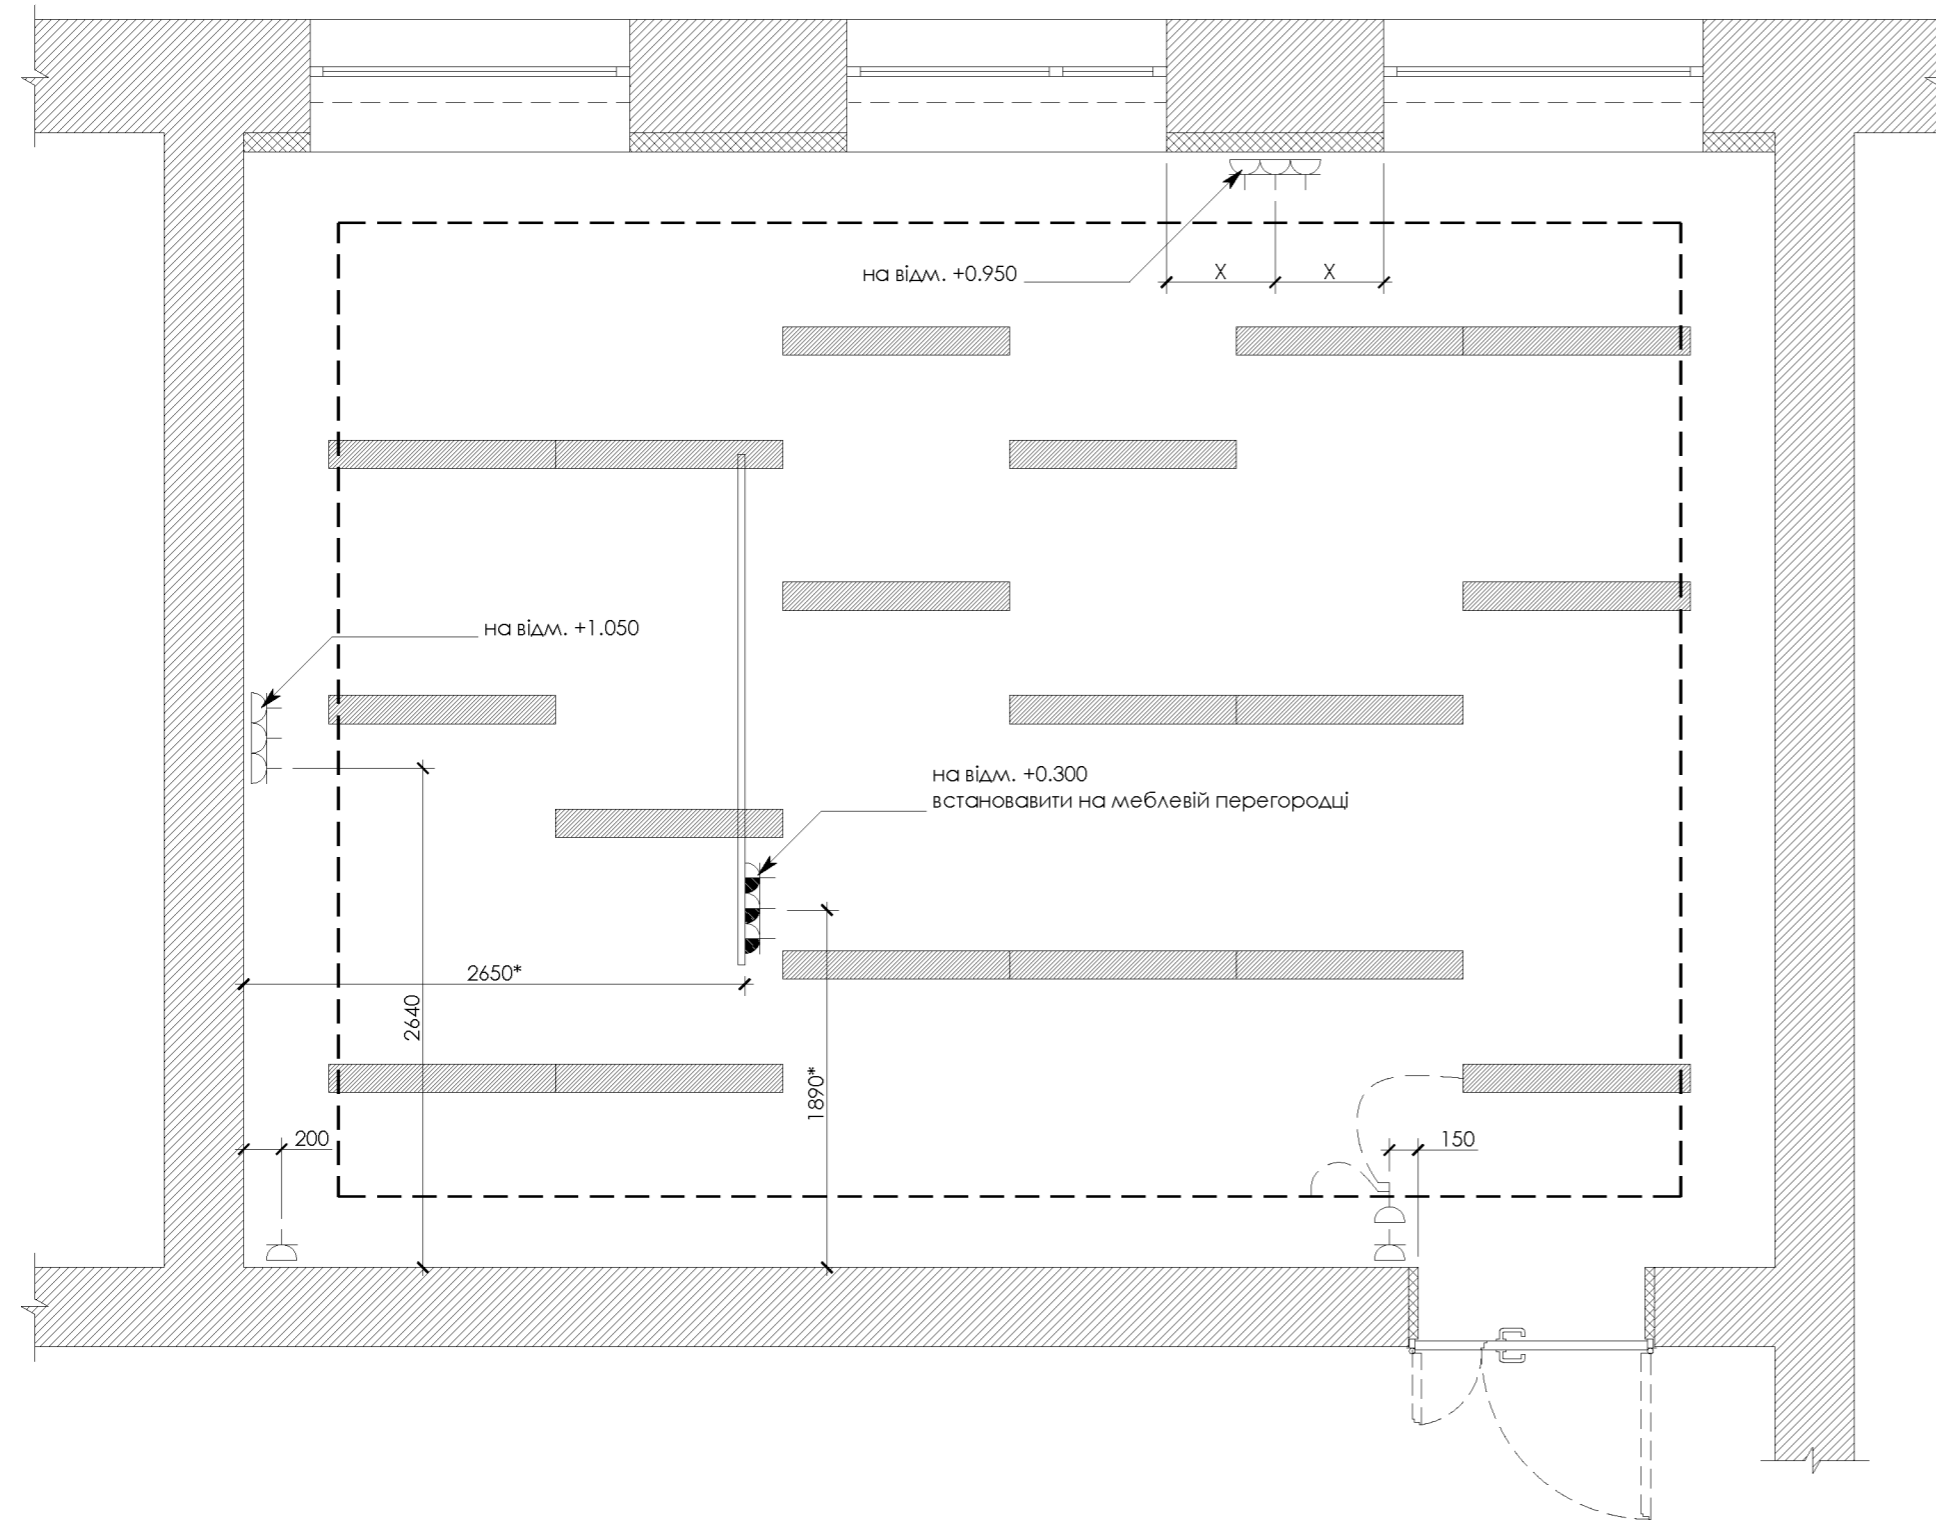 на відм. +0.950
X
X
на відм. +1.050
на відм. +0.300
встановавити на меблевій перегородці
2650*
2640
1890*
200
150